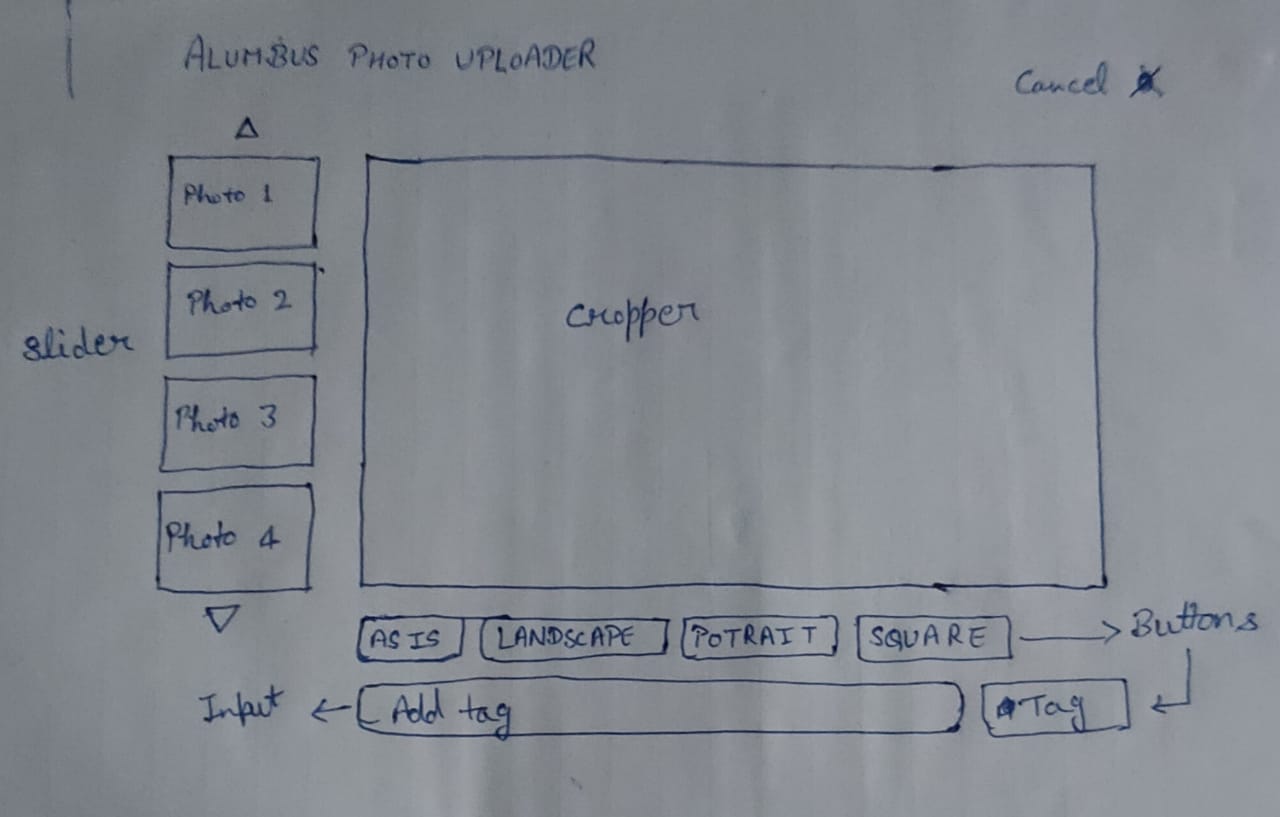 ALUMBUS PHOTO UPLOADER
Cancel X
Photo 1
Photo 2
slider
Photo 3
Photo 4
cropper
AS IS
LANDSCAPE
POTRAIT
SQUARE
Buttons
Input
Add tag
Tag